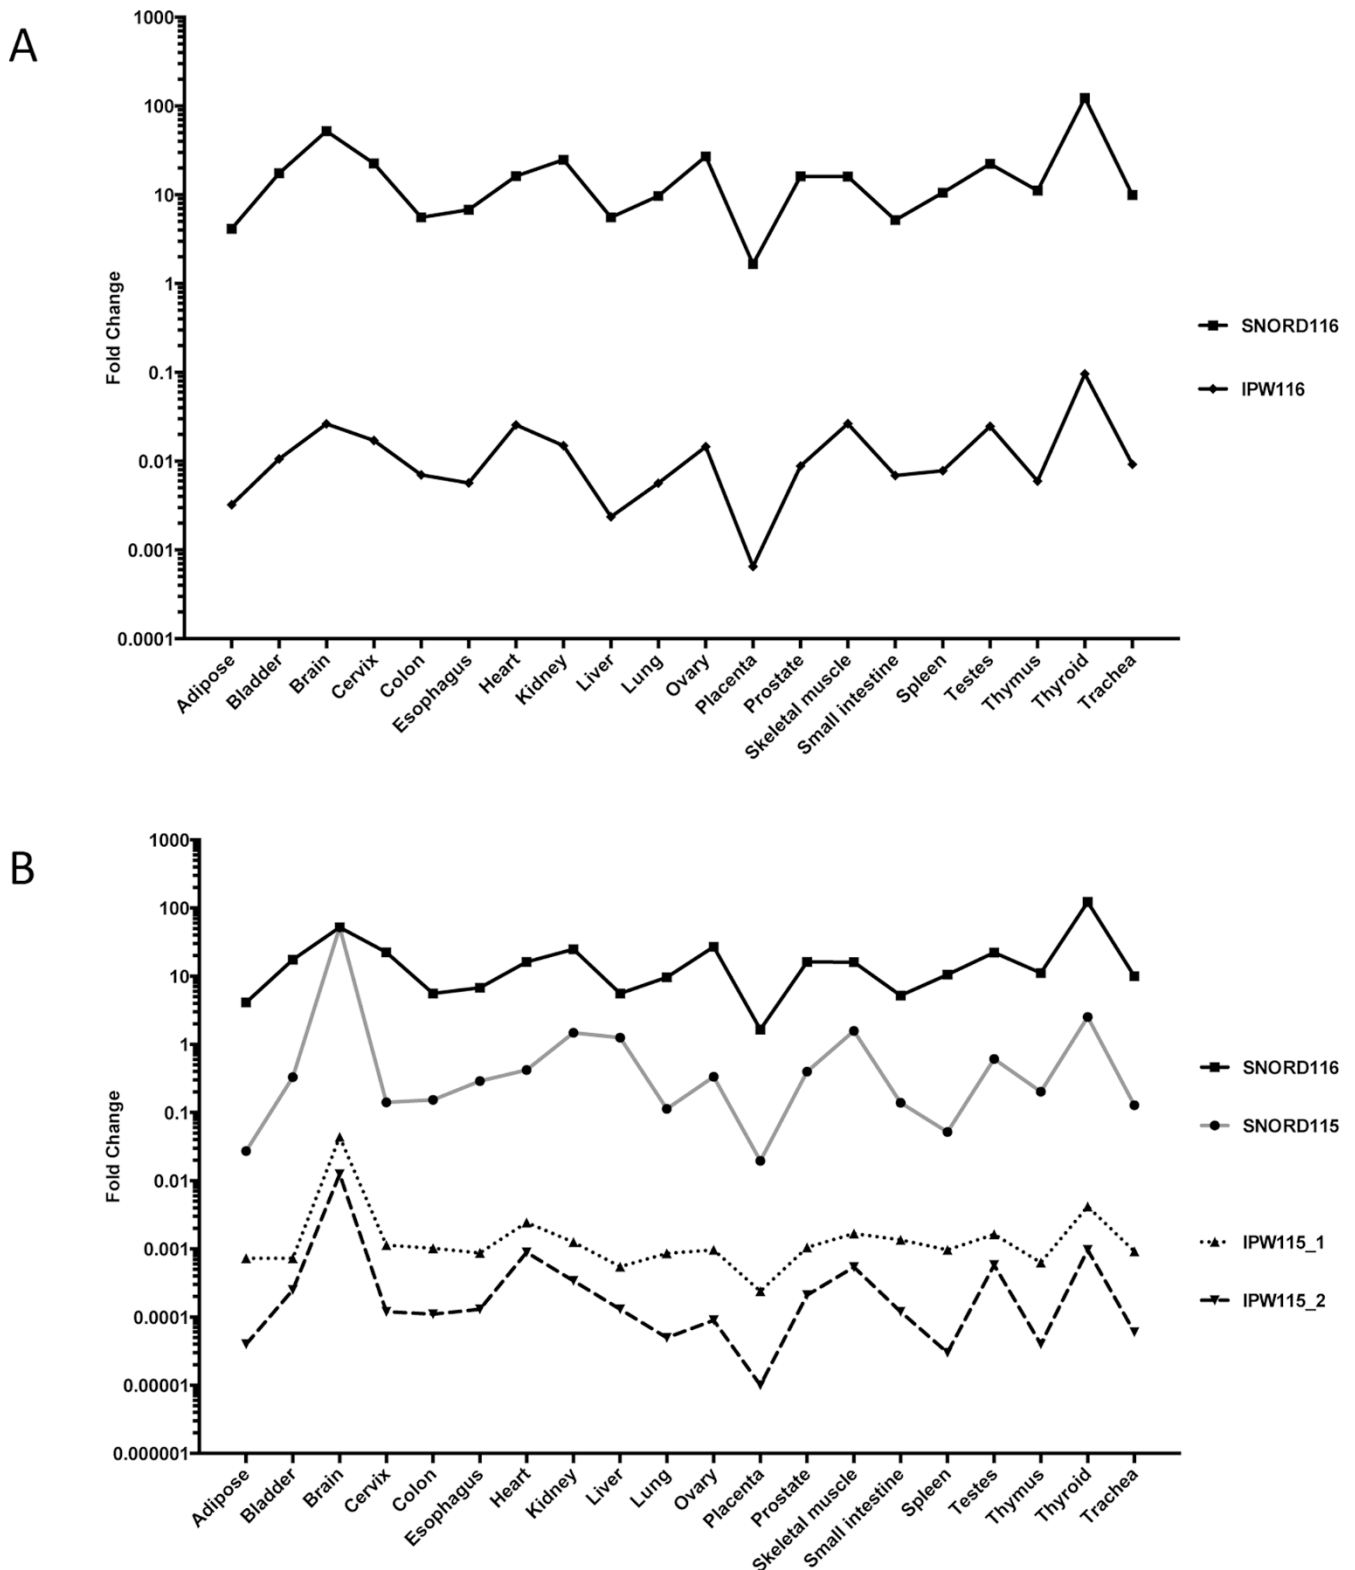 A
1000
100
10
1
0.1
0.01
0.001
0.0001
Fold Change
Adipose
Bladder
Brain
Cervix
Colon
Esophagus
Heart
Kidney
Liver
Lung
Ovary
Placenta
Prostate
Skeletal muscle
Small intestine
Spleen
Testes
Thymus
Thyroid
Trachea
SNORD116
IPW116
B
1000
100
10
1
0.1
0.01
0.001
0.0001
0.00001
0.000001
Fold Change
Adipose
Bladder
Brain
Cervix
Colon
Esophagus
Heart
Kidney
Liver
Lung
Ovary
Placenta
Prostate
Skeletal muscle
Small intestine
Spleen
Testes
Thymus
Thyroid
Trachea
SNORD116
SNORD115
IPW115_1
IPW115_2